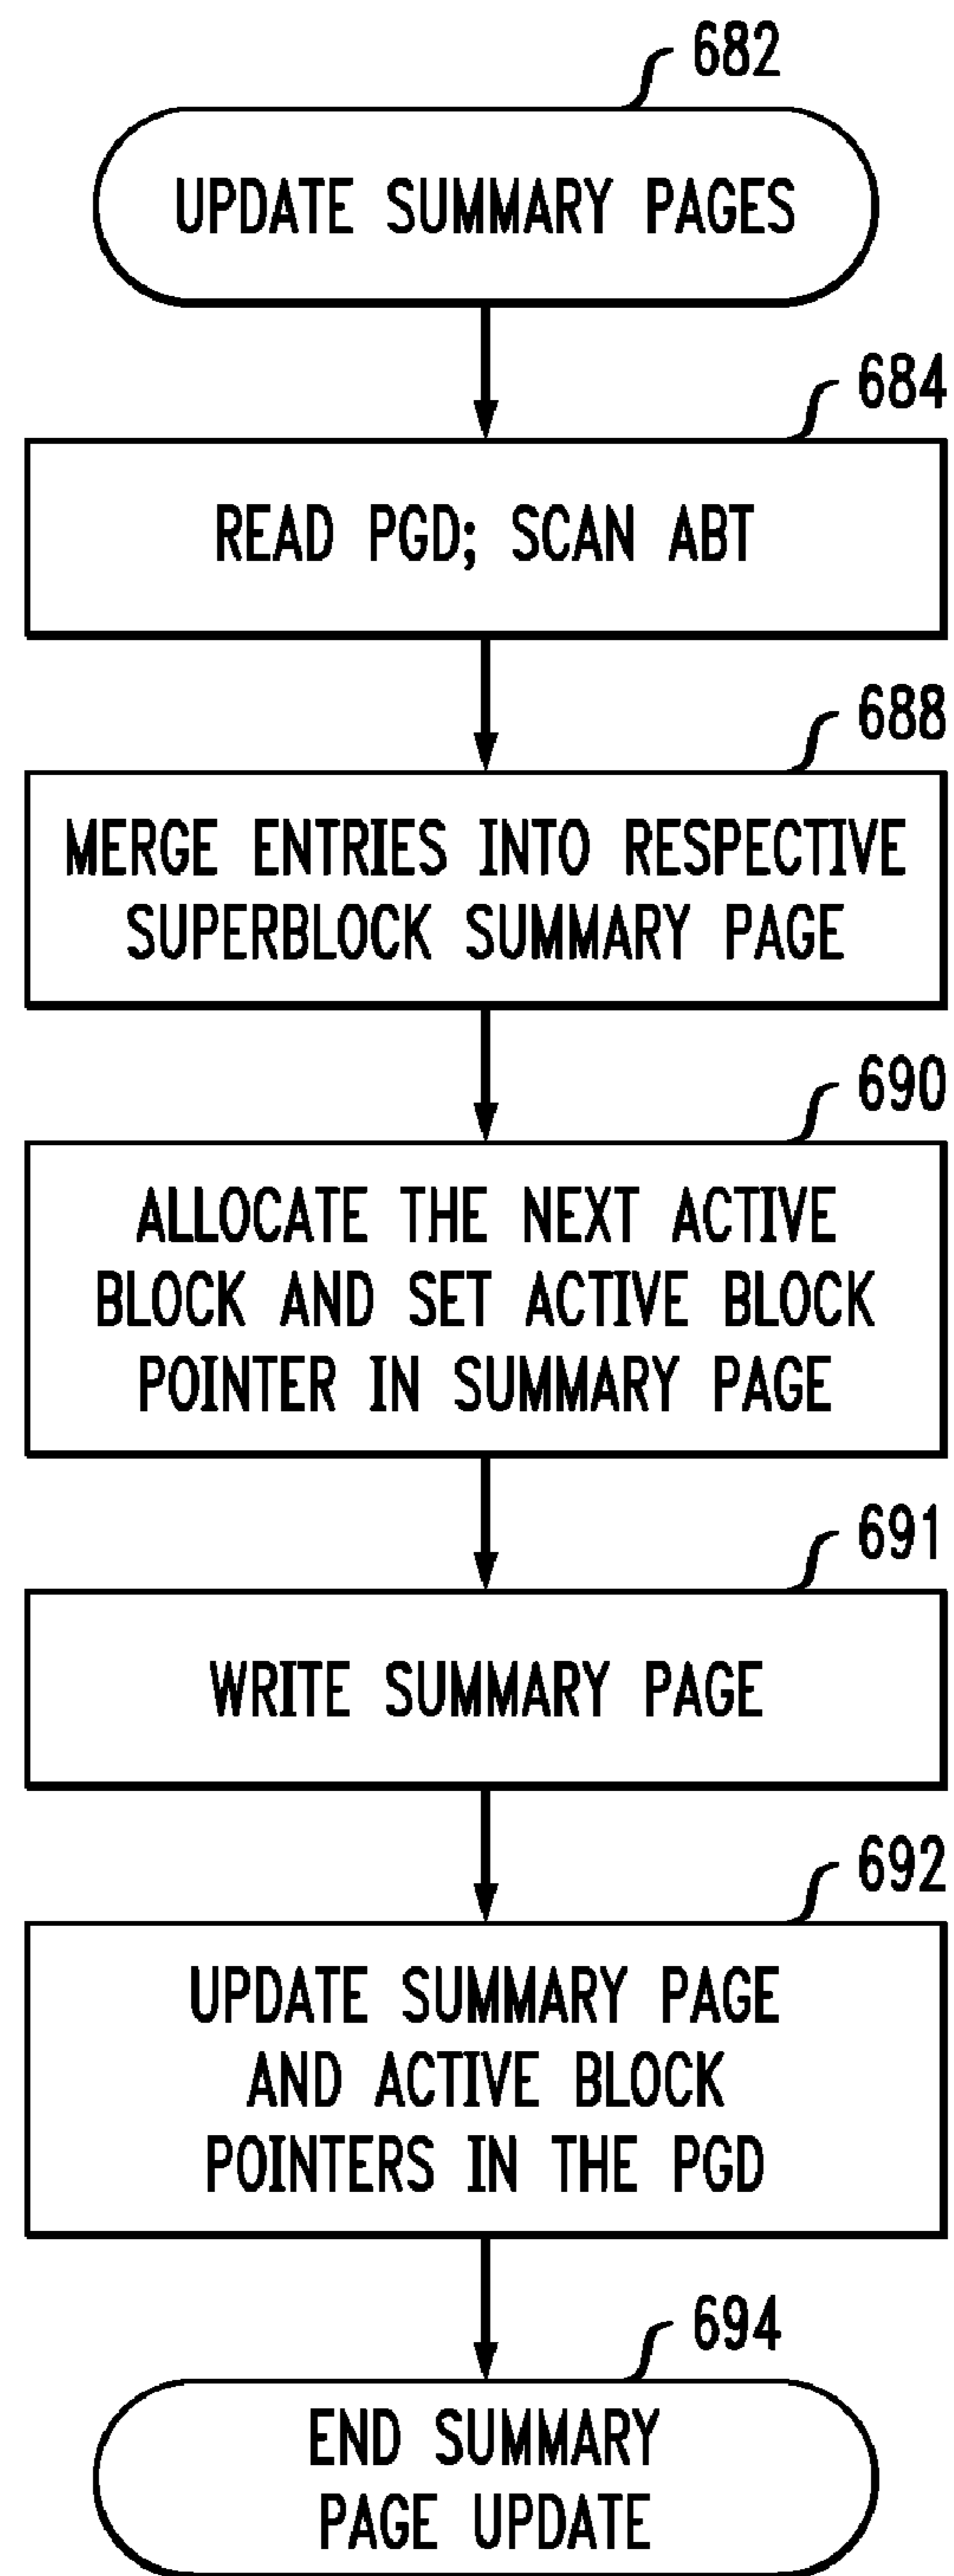 682
UPDATE SUMMARY PAGES
684
READ PGD; SCAN ABT
688
MERGE ENTRIES INTO RESPECTIVE
SUPERBLOCK SUMMARY PAGE
690
ALLOCATE THE NEXT ACTIVE
BLOCK AND SET ACTIVE BLOCK
POINTER IN SUMMARY PAGE
691
WRITE SUMMARY PAGE
692
UPDATE SUMMARY PAGE
AND ACTIVE BLOCK
POINTERS IN THE PGD
694
END SUMMARY
PAGE UPDATE